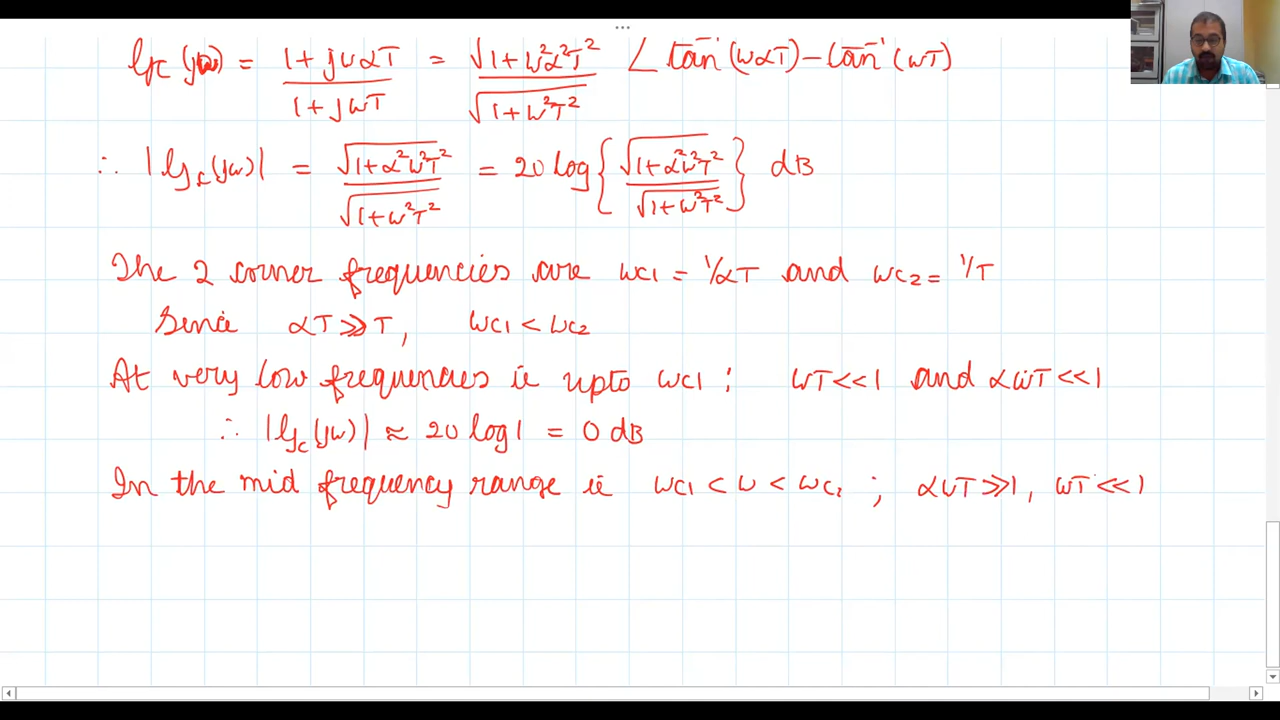 Gc(jω) = 1+jωαT / 1+jωT = √1+ω²α²T² / √1+ω²T² ∠ tan⁻¹(ωαT) – tan⁻¹(ωT)
∴ |Gc(jω)| = √1+α²ω²T² / √1+ω²T² = 20 log { √1+α²ω²T² / √1+ω²T² } dB
The 2 corner frequencies are ωc1 = 1/αT and ωc2 = 1/T
Since αT >> T, ωc1 < ωc2
At very low frequencies ie upto ωc1 : ωT << 1 and αωT << 1
∴ |Gc(jω)| ≈ 20 log 1 = 0 dB
In the mid frequency range ie ωc1 < ω < ωc2 ; αωT >> 1, ωT << 1